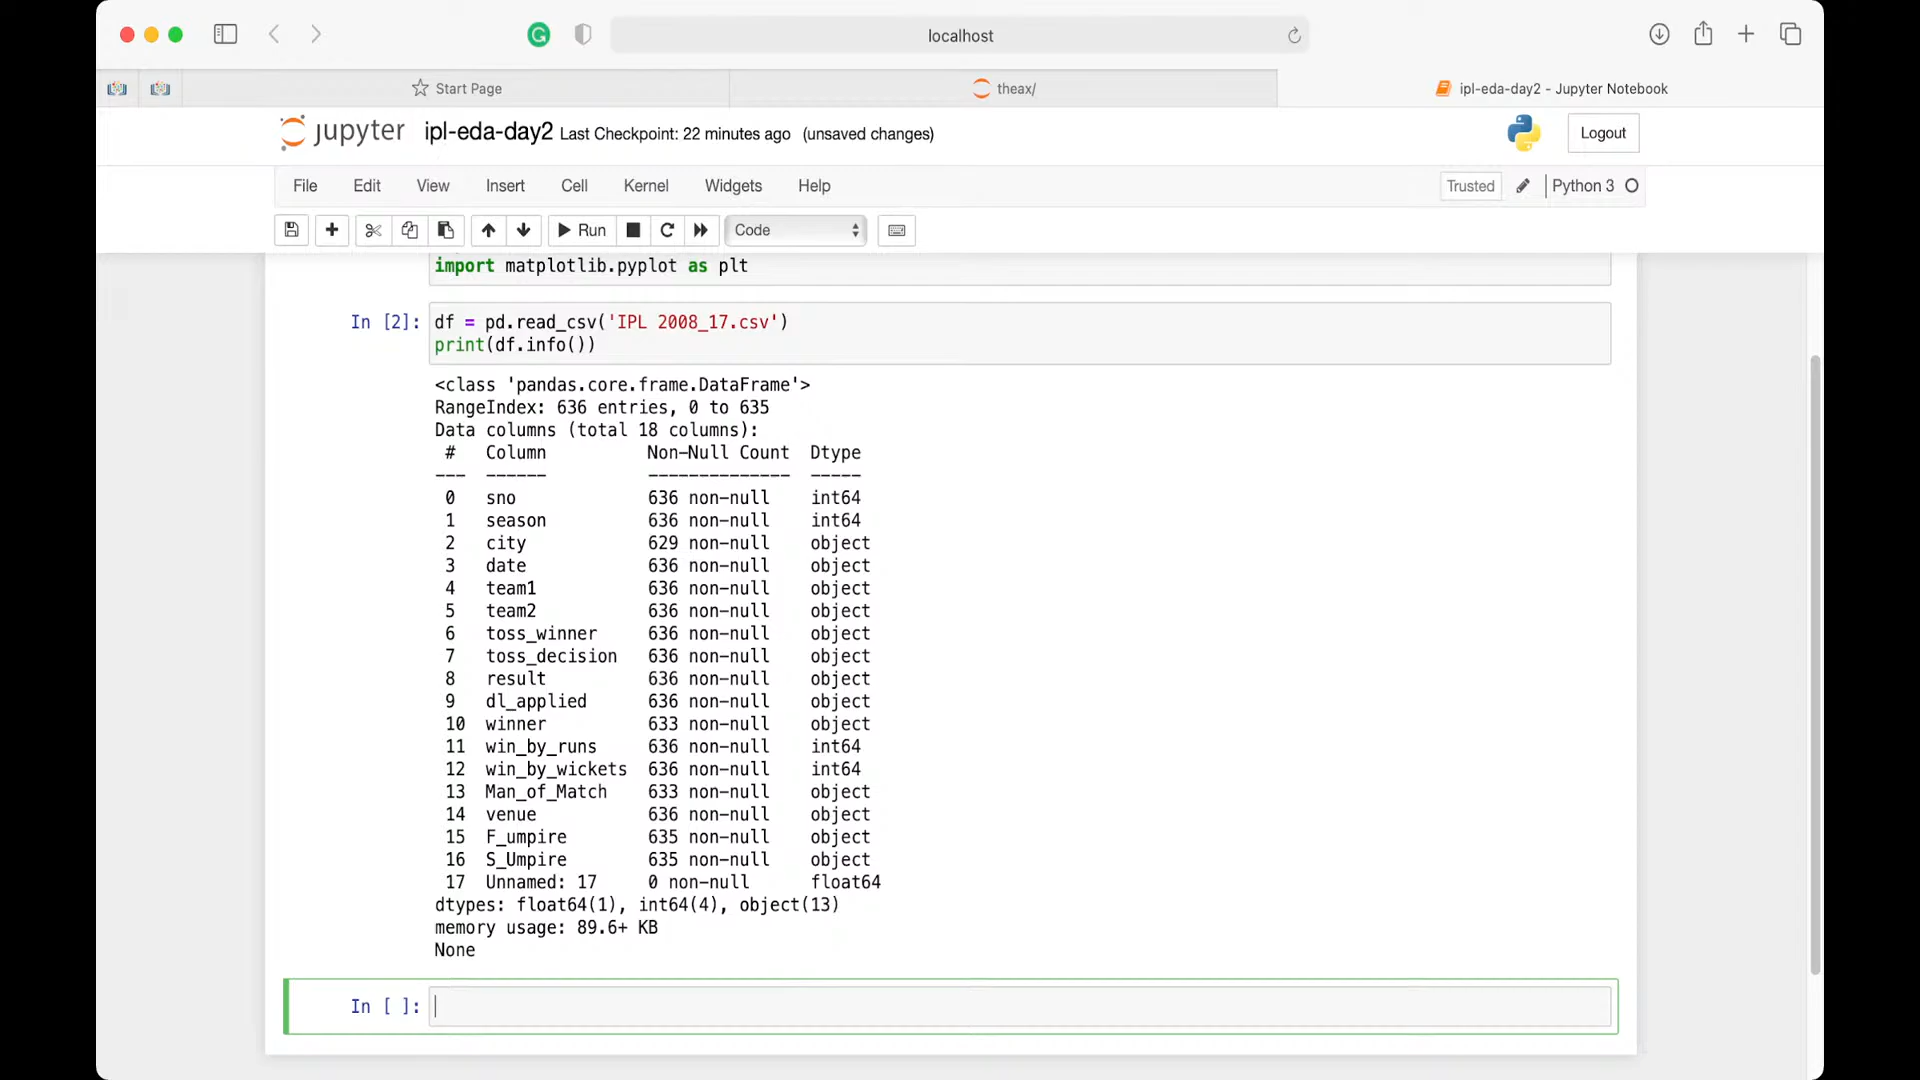 localhost
Start Page
theax/
ipl-eda-day2 - Jupyter Notebook
jupyter ipl-eda-day2 Last Checkpoint: 22 minutes ago (unsaved changes)
Logout
File Edit View Insert Cell Kernel Widgets Help
Trusted Python 3
Run Code
import matplotlib.pyplot as plt
In [2]: df = pd.read_csv('IPL 2008_17.csv')
print(df.info())
<class 'pandas.core.frame.DataFrame'>
RangeIndex: 636 entries, 0 to 635
Data columns (total 18 columns):
# Column Non-Null Count Dtype
--- ------ -------------- -----
0 sno 636 non-null int64
1 season 636 non-null int64
2 city 629 non-null object
3 date 636 non-null object
4 team1 636 non-null object
5 team2 636 non-null object
6 toss_winner 636 non-null object
7 toss_decision 636 non-null object
8 result 636 non-null object
9 dl_applied 636 non-null object
10 winner 633 non-null object
11 win_by_runs 636 non-null int64
12 win_by_wickets 636 non-null int64
13 Man_of_Match 633 non-null object
14 venue 636 non-null object
15 F_umpire 635 non-null object
16 S_Umpire 635 non-null object
17 Unnamed: 17 0 non-null float64
dtypes: float64(1), int64(4), object(13)
memory usage: 89.6+ KB
None
In [ ]: